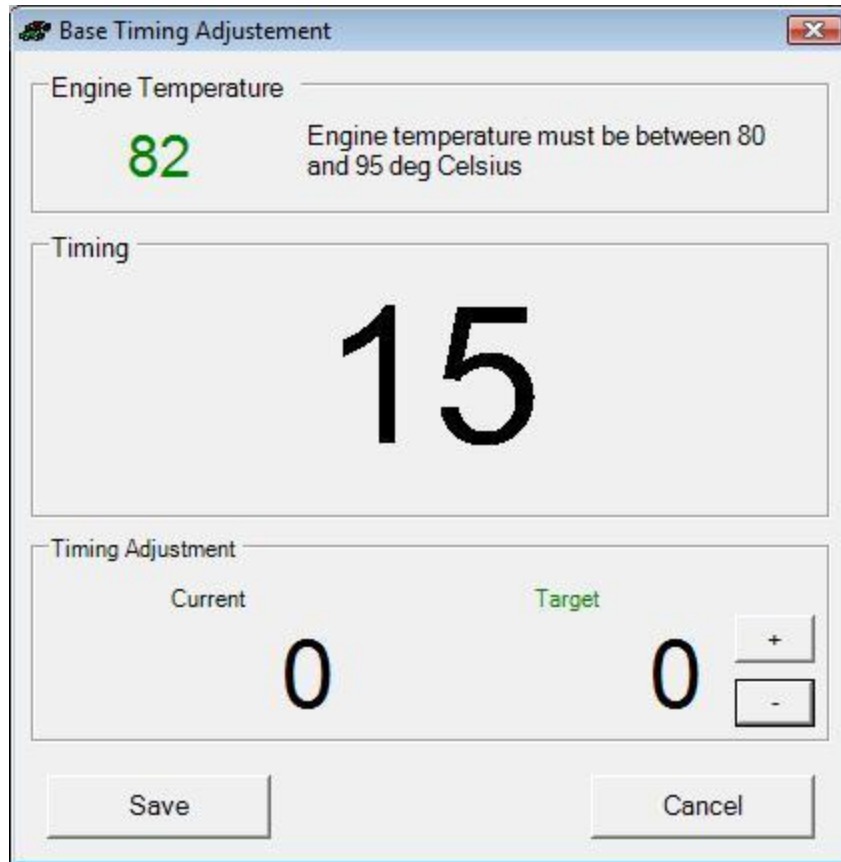 Base Timing Adjustement
Engine Temperature
82
Engine temperature must be between 80
and 95 deg Celsius
Timing
15
Timing Adjustment
Current
Target
0
0
+
-
Save
Cancel